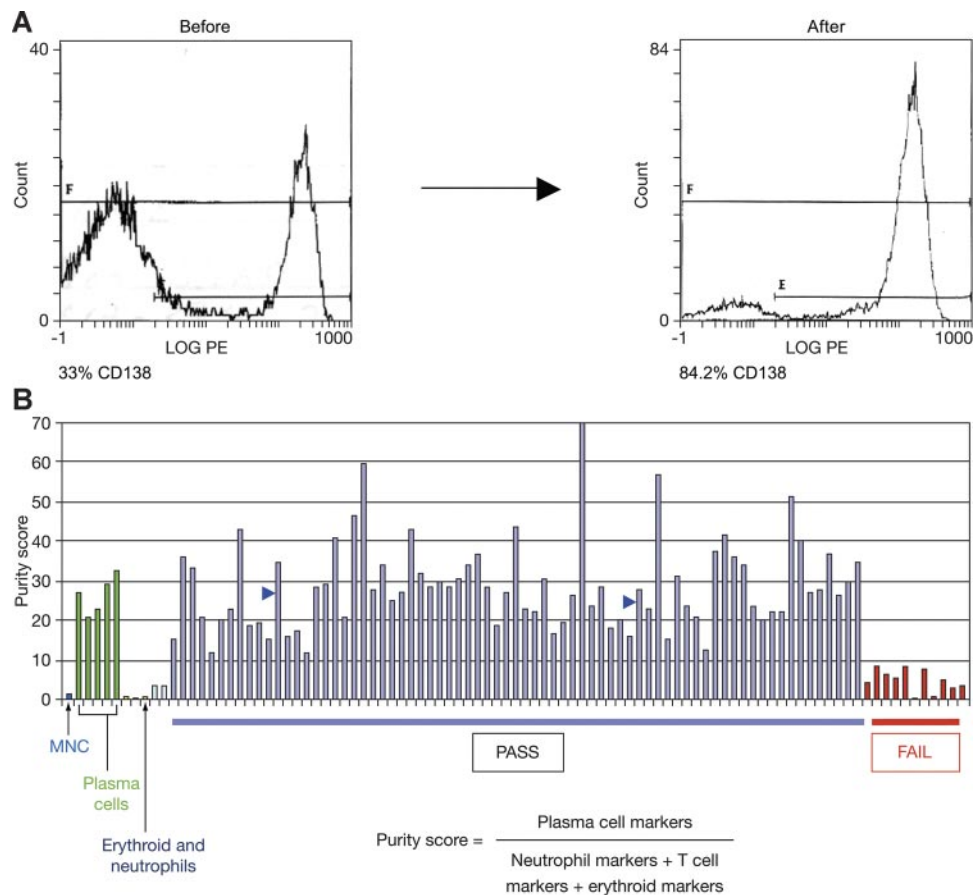 A
Before
After
40
84
Count
Count
F
F
E
0
0
-1
1000
-1
1000
LOG PE
LOG PE
33% CD138
84.2% CD138
B
70
60
50
40
30
20
10
0
Purity score
MNC
PASS
FAIL
Plasma
cells
Erythroid and
neutrophils
Purity score =
Plasma cell markers
Neutrophil markers + T cell
markers + erythroid markers